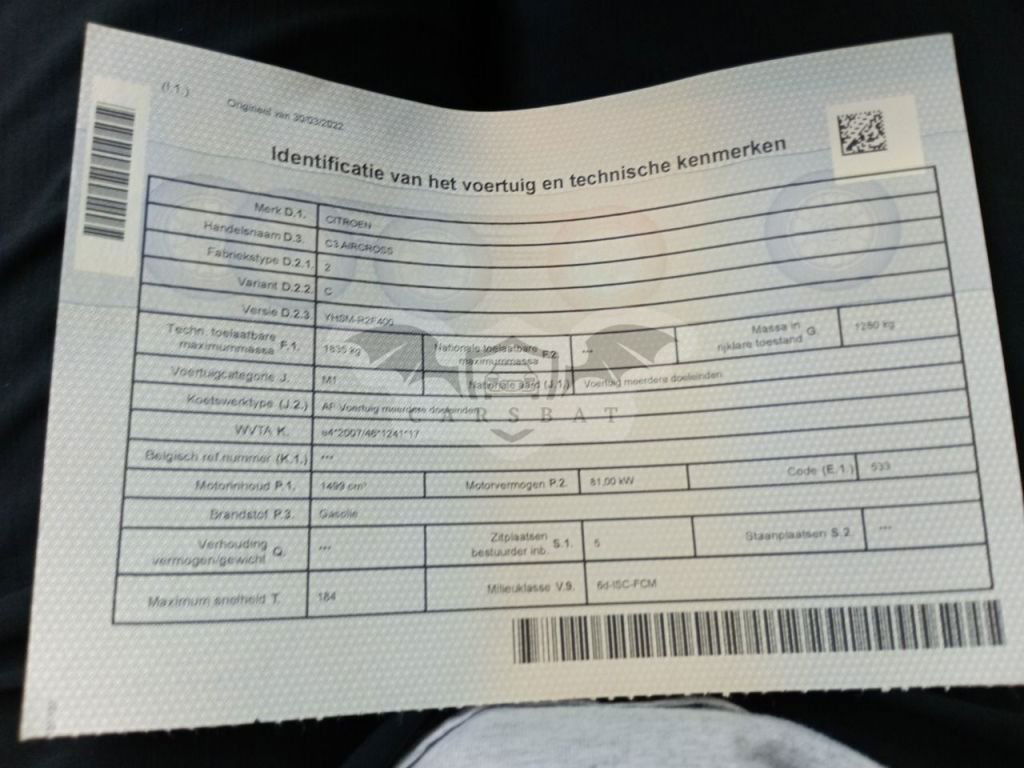 (I.1.)
Origineel van 30/03/2022
Identificatie van het voertuig en technische kenmerken
Merk D.1. CITROEN
Handelsnaam D.3. C3 AIRCROSS
Fabriekstype D.2.1. 2
Variant D.2.2. C
Versie D.2.3. YHSM-R2F400
Techn. toelaatbare maximummassa F.1. 1835 kg Nationale toelaatbare maximummassa F.2. *** Massa in rijklare toestand G. 1250 kg
Voertuigcategorie J. M1 Nationale aard (J.1.) Voertuig meerdere doeleinden
Koetswerktype (J.2.) AF Voertuig meerdere doeleinden
CARSBAT
WVTA K. e4*2007/46*1241*17
Belgisch ref.nummer (K.1.) ***
Motorinhoud P.1. 1499 cm³ Motorvermogen P.2. 81,00 kW Code (E.1.) 533
Brandstof P.3. Gasolie
Verhouding vermogen/gewicht Q. *** Zitplaatsen bestuurder inb. S.1. 5 Staanplaatsen S.2. ***
Maximum snelheid T. 184 Milieuklasse V.9. 6d-ISC-FCM